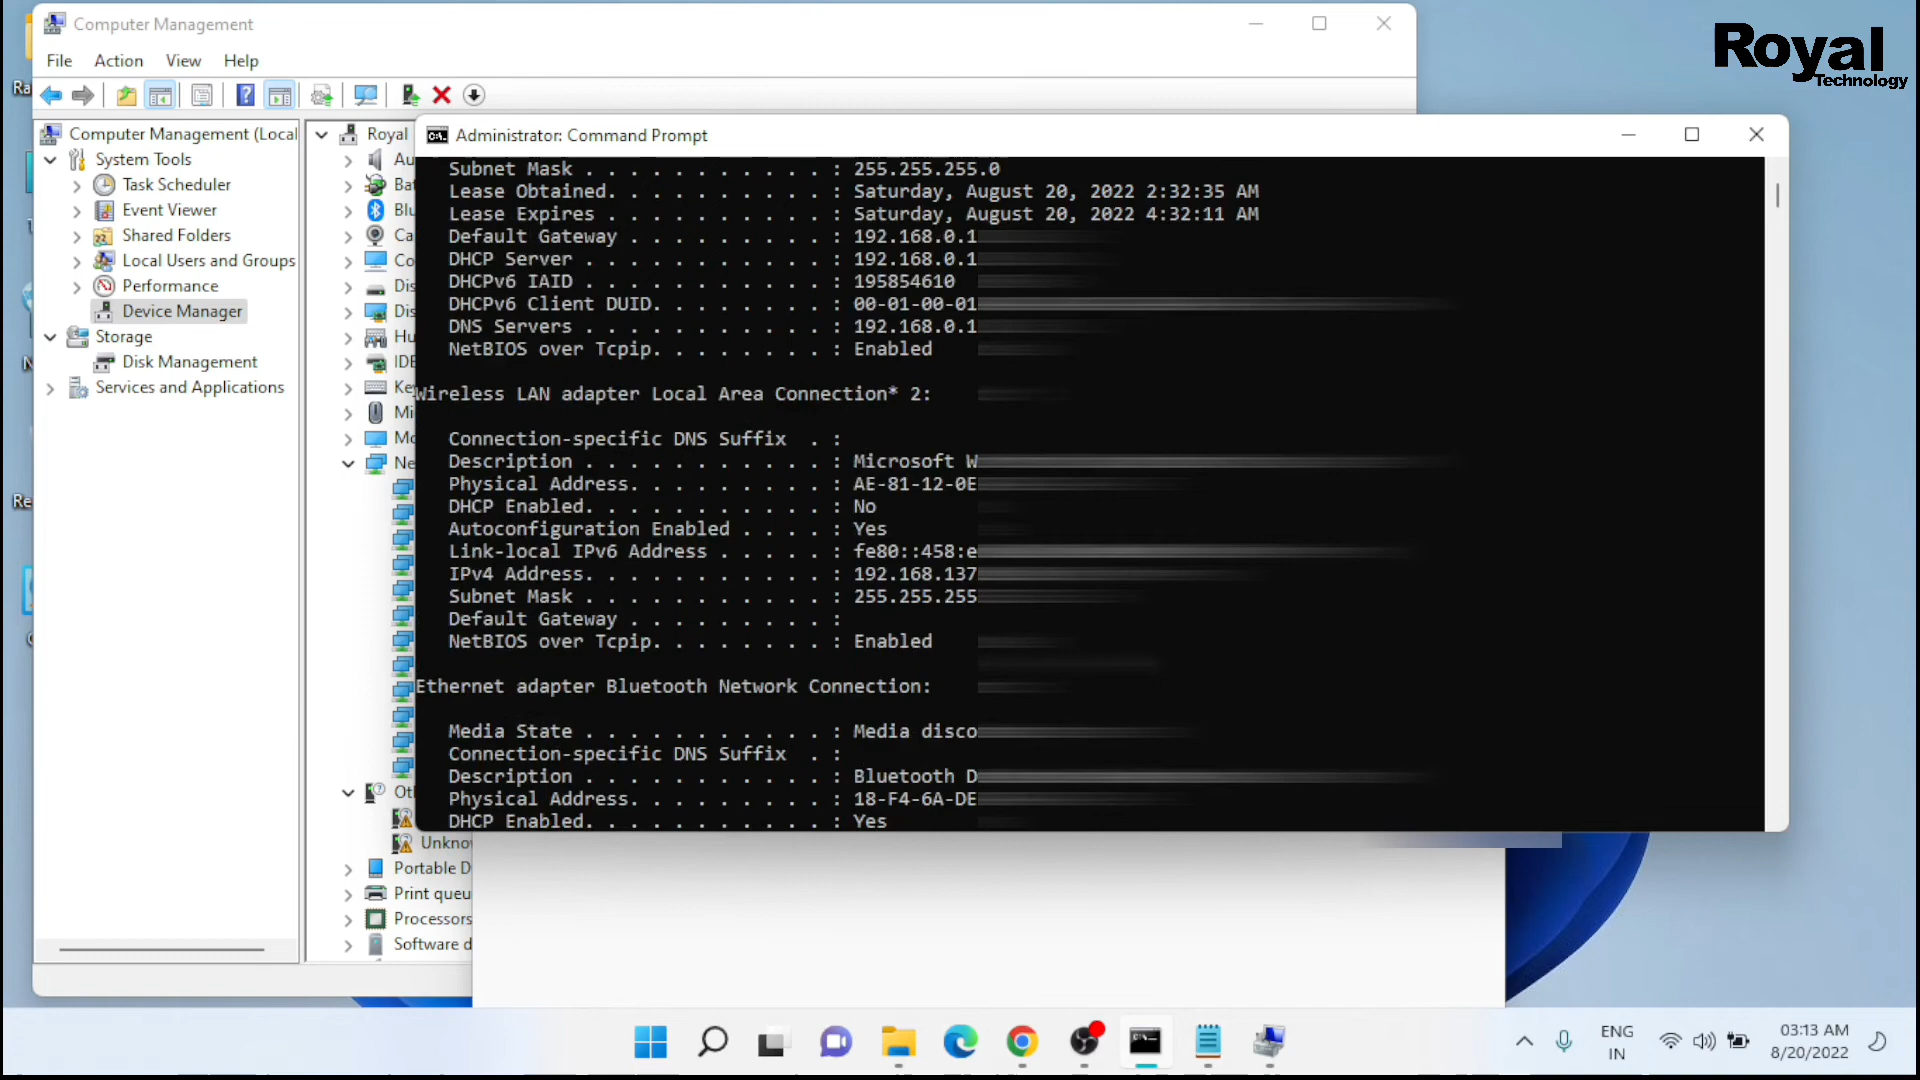 Computer Management
Royal
Technology
File Action View Help
Computer Management (Local
System Tools
Task Scheduler
Event Viewer
Shared Folders
Local Users and Groups
Performance
Device Manager
Storage
Disk Management
Services and Applications
Royal
Au
Bat
Blu
Ca
Co
Dis
Dis
Hu
IDE
Ke
Mi
Mo
Ne
Oth
Unkno
Portable D
Print queu
Processors
Software d
Administrator: Command Prompt
Subnet Mask . . . . . . . . . . . : 255.255.255.0
Lease Obtained. . . . . . . . . . : Saturday, August 20, 2022 2:32:35 AM
Lease Expires . . . . . . . . . . : Saturday, August 20, 2022 4:32:11 AM
Default Gateway . . . . . . . . . : 192.168.0.1
DHCP Server . . . . . . . . . . . : 192.168.0.1
DHCPv6 IAID . . . . . . . . . . . : 195854610
DHCPv6 Client DUID. . . . . . . . : 00-01-00-01
DNS Servers . . . . . . . . . . . : 192.168.0.1
NetBIOS over Tcpip. . . . . . . . : Enabled
Wireless LAN adapter Local Area Connection* 2:
Connection-specific DNS Suffix . :
Description . . . . . . . . . . . : Microsoft W
Physical Address. . . . . . . . . : AE-81-12-0E
DHCP Enabled. . . . . . . . . . . : No
Autoconfiguration Enabled . . . . : Yes
Link-local IPv6 Address . . . . . : fe80::458:e
IPv4 Address. . . . . . . . . . . : 192.168.137
Subnet Mask . . . . . . . . . . . : 255.255.255
Default Gateway . . . . . . . . . :
NetBIOS over Tcpip. . . . . . . . : Enabled
Ethernet adapter Bluetooth Network Connection:
Media State . . . . . . . . . . . : Media disco
Connection-specific DNS Suffix . :
Description . . . . . . . . . . . : Bluetooth D
Physical Address. . . . . . . . . : 18-F4-6A-DE
DHCP Enabled. . . . . . . . . . . : Yes
ENG
IN
03:13 AM
8/20/2022